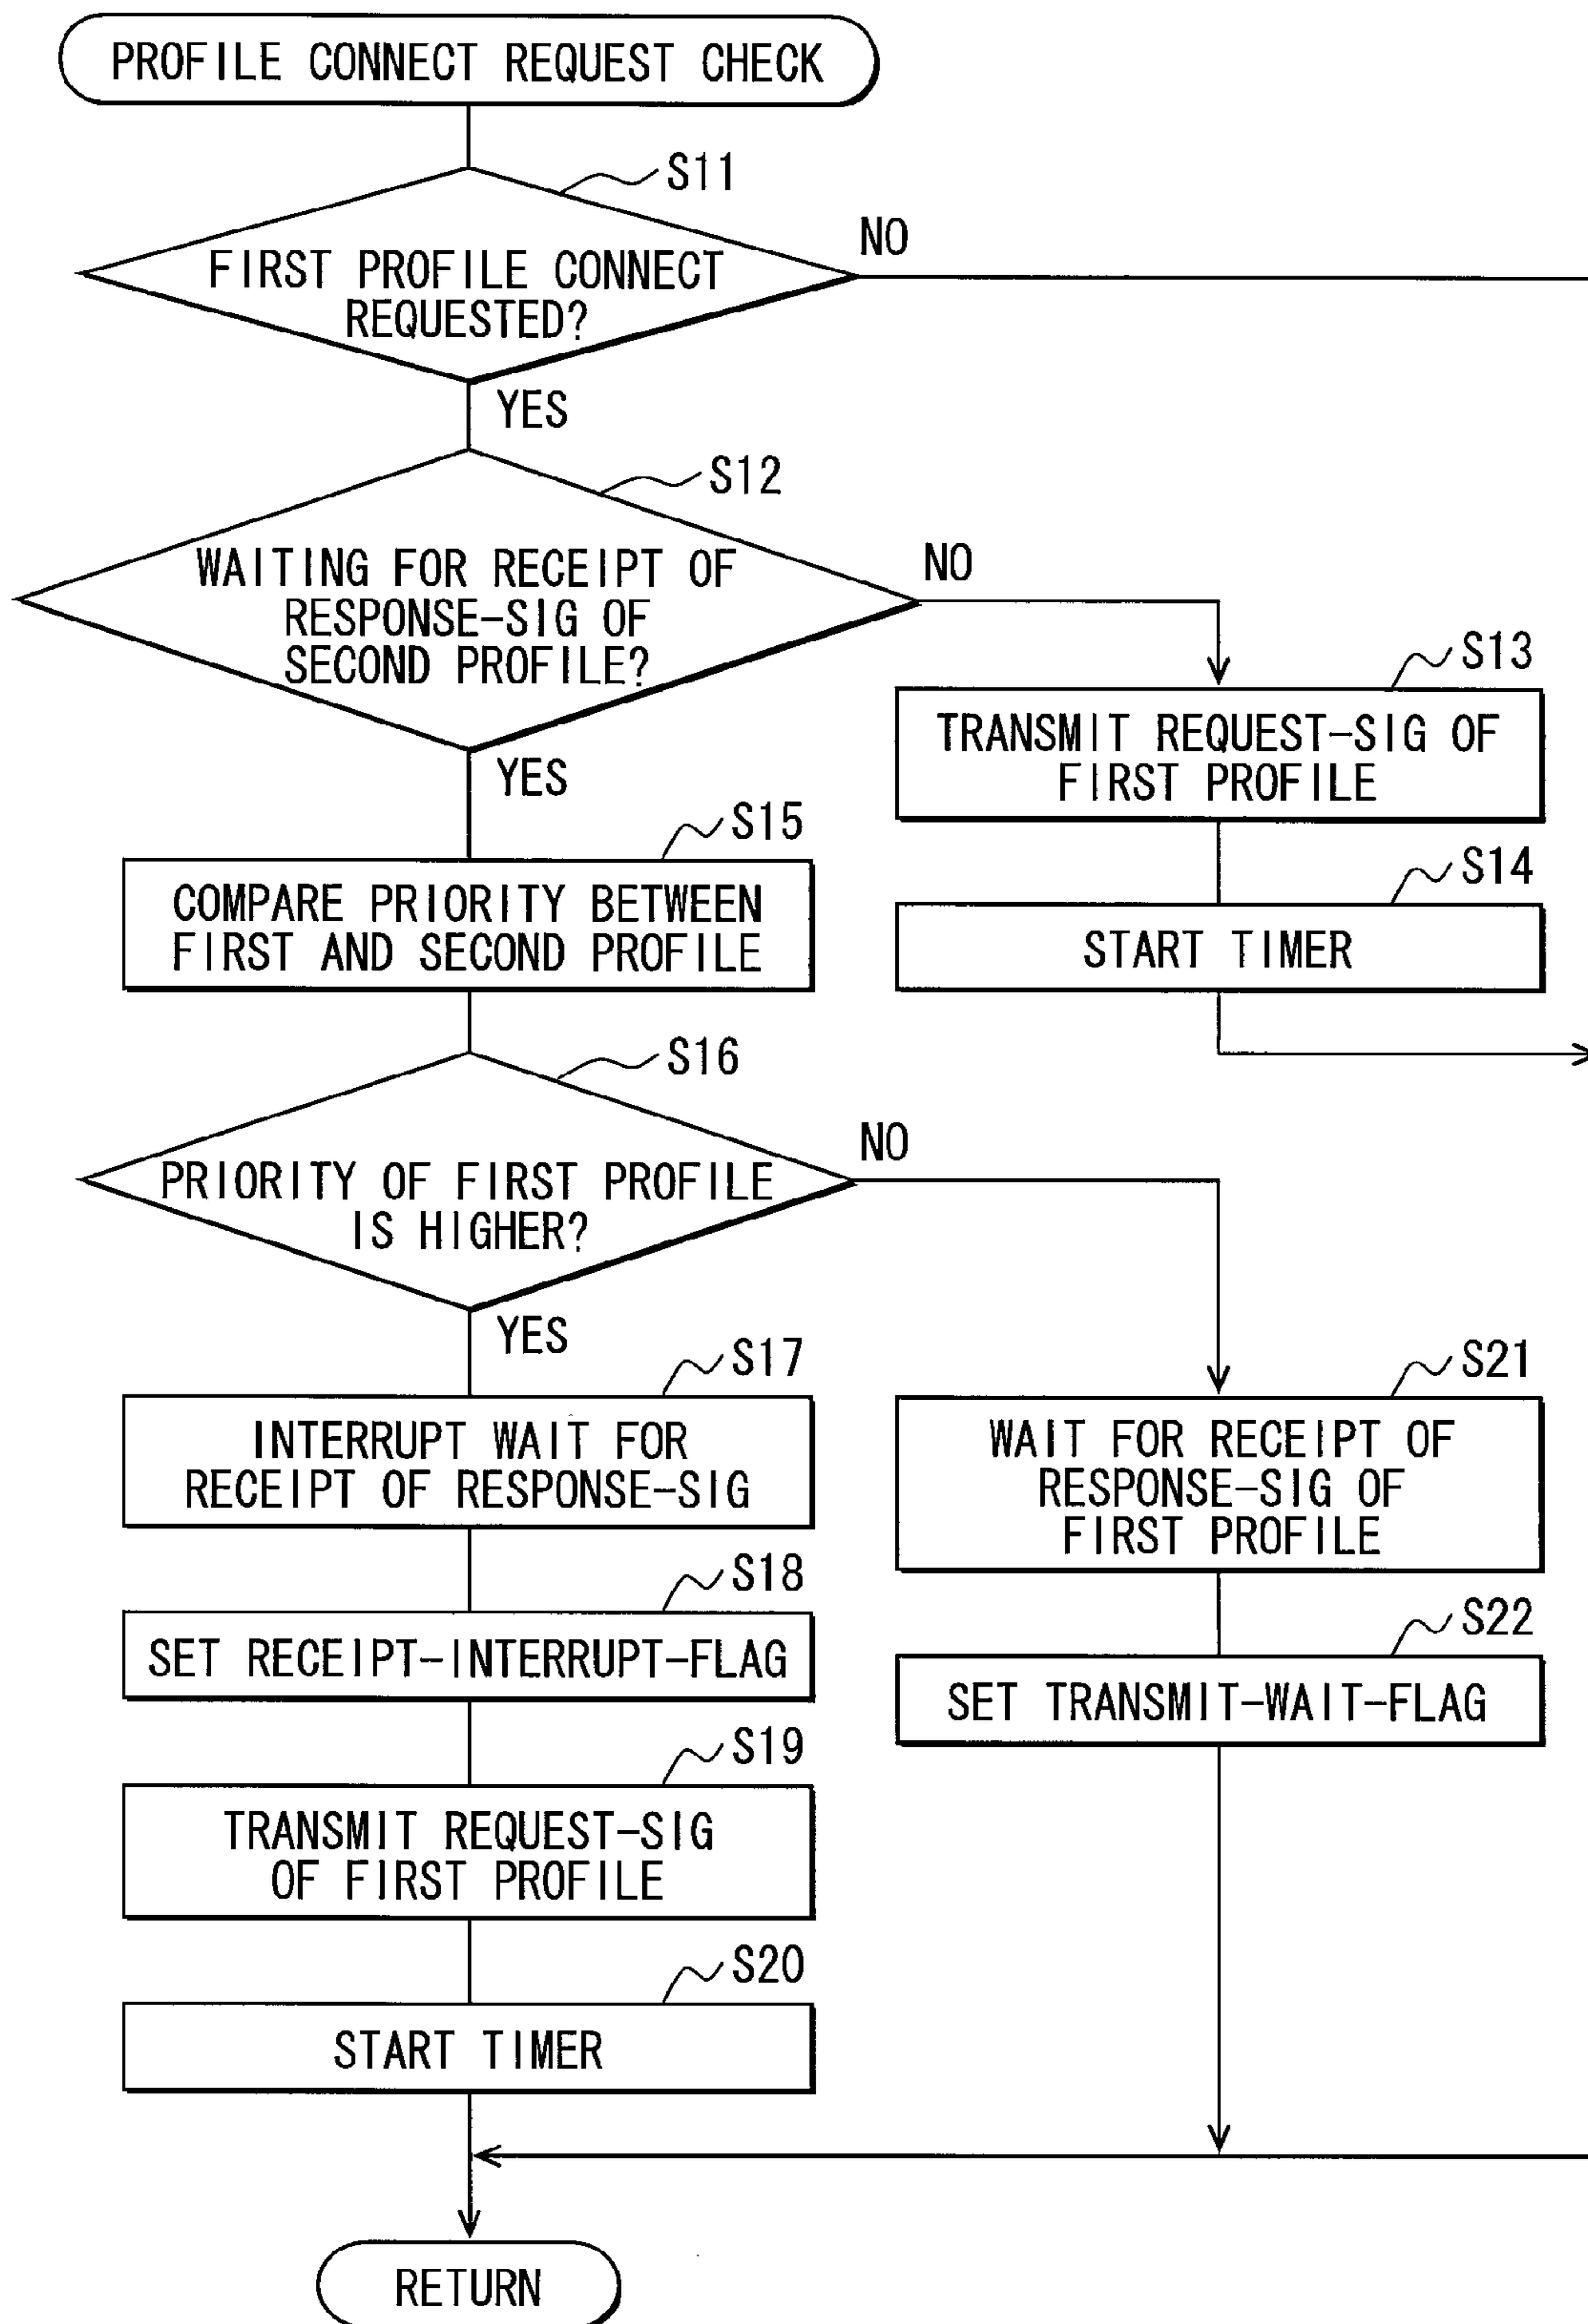 PROFILE CONNECT REQUEST CHECK
S11
FIRST PROFILE CONNECT
REQUESTED?
NO
YES
S12
WAITING FOR RECEIPT OF
RESPONSE-SIG OF
SECOND PROFILE?
NO
YES
S13
TRANSMIT REQUEST-SIG OF
FIRST PROFILE
S14
START TIMER
S15
COMPARE PRIORITY BETWEEN
FIRST AND SECOND PROFILE
S16
PRIORITY OF FIRST PROFILE
IS HIGHER?
NO
YES
S17
INTERRUPT WAIT FOR
RECEIPT OF RESPONSE-SIG
S18
SET RECEIPT-INTERRUPT-FLAG
S19
TRANSMIT REQUEST-SIG
OF FIRST PROFILE
S20
START TIMER
S21
WAIT FOR RECEIPT OF
RESPONSE-SIG OF
FIRST PROFILE
S22
SET TRANSMIT-WAIT-FLAG
RETURN